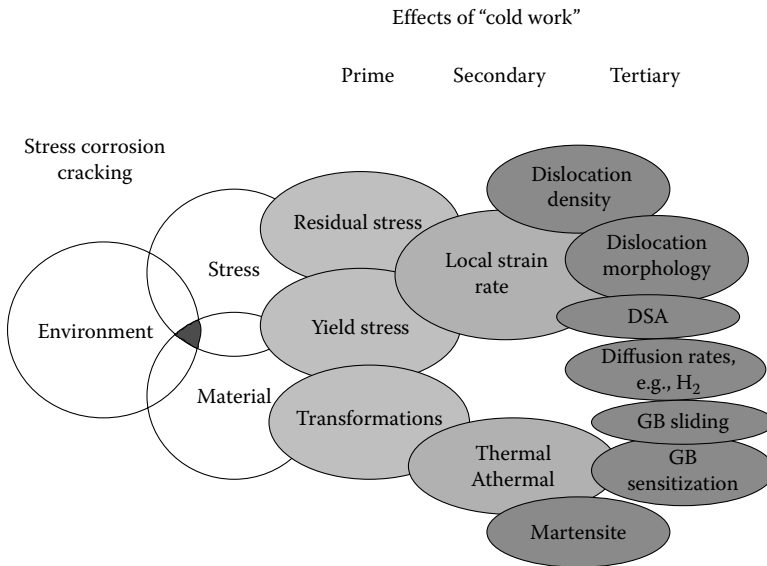 Effects of “cold work”
Prime
Secondary
Tertiary
Stress corrosion
cracking
Dislocation
density
Residual stress
Dislocation
morphology
Stress
Local strain
rate
Environment
Yield stress
DSA
Diffusion rates,
e.g., H₂
Material
Transformations
GB sliding
Thermal
Athermal
GB
sensitization
Martensite